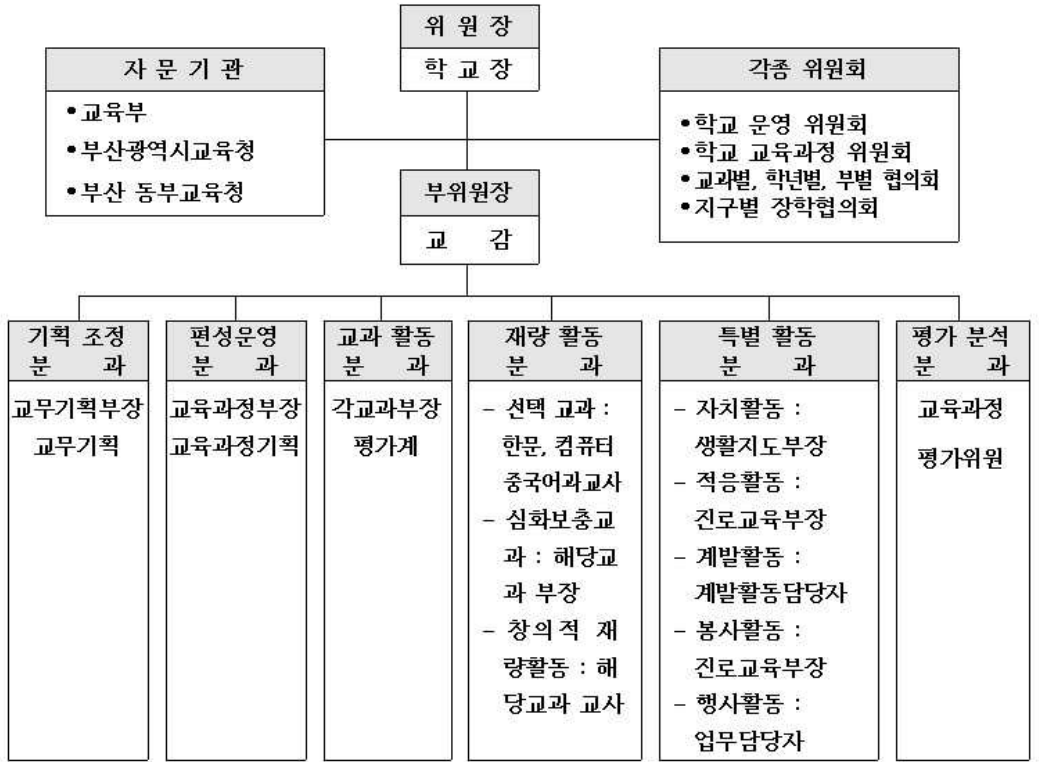 위 원 장
학 교 장
자 문 기 관
•교육부
•부산광역시교육청
•부산 동부교육청
각종 위원회
•학교 운영 위원회
•학교 교육과정 위원회
•교과별, 학년별, 부별 협의회
•지구별 장학협의회
부위원장
교 감
기획 조정
분 과
교무기획부장
교무기획
편성운영
분 과
교육과정부장
교육과정기획
교과 활동
분 과
각교과부장
평가계
재량 활동
분 과
– 선택 교과 :
한문, 컴퓨터
중국어과교사
– 심화보충교
과 : 해당교
과 부장
– 창의적 재
량활동 : 해
당교과 교사
특별 활동
분 과
– 자치활동 :
생활지도부장
– 적응활동 :
진로교육부장
– 계발활동 :
계발활동담당자
– 봉사활동 :
진로교육부장
– 행사활동 :
업무담당자
평가 분석
분 과
교육과정
평가위원